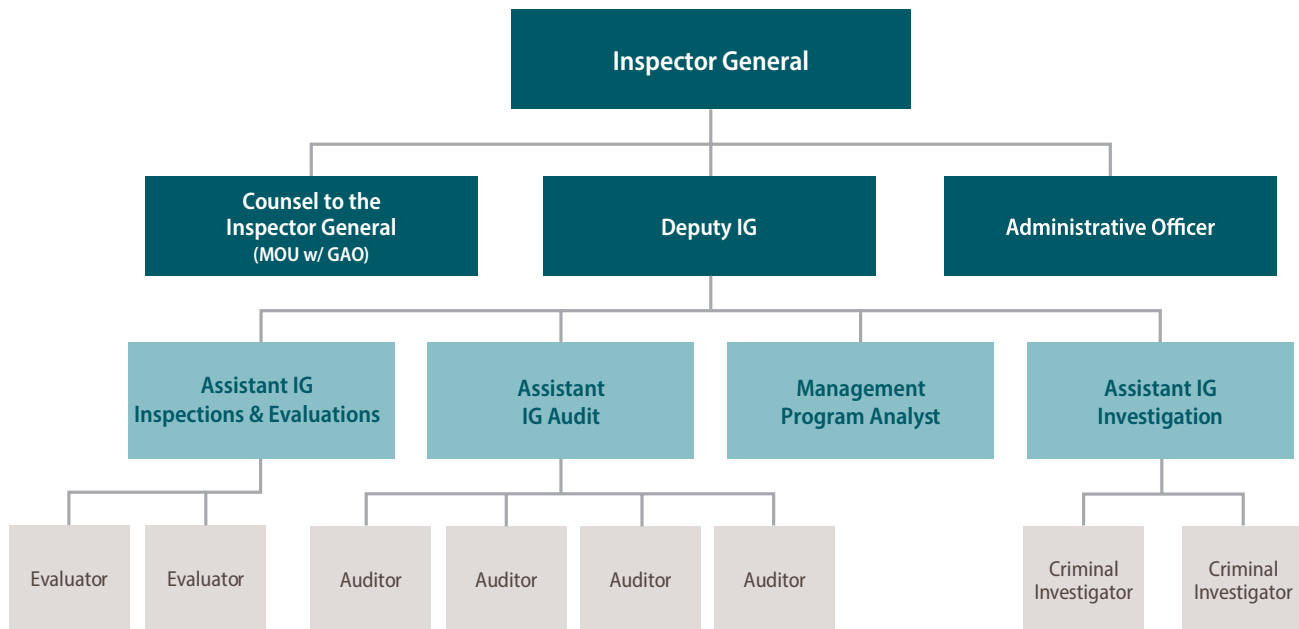 Inspector General
Counsel to the
Inspector General
(MOU w/ GAO)
Deputy IG
Administrative Officer
Assistant IG
Inspections & Evaluations
Assistant
IG Audit
Management
Program Analyst
Assistant IG
Investigation
Evaluator
Evaluator
Auditor
Auditor
Auditor
Auditor
Criminal
Investigator
Criminal
Investigator